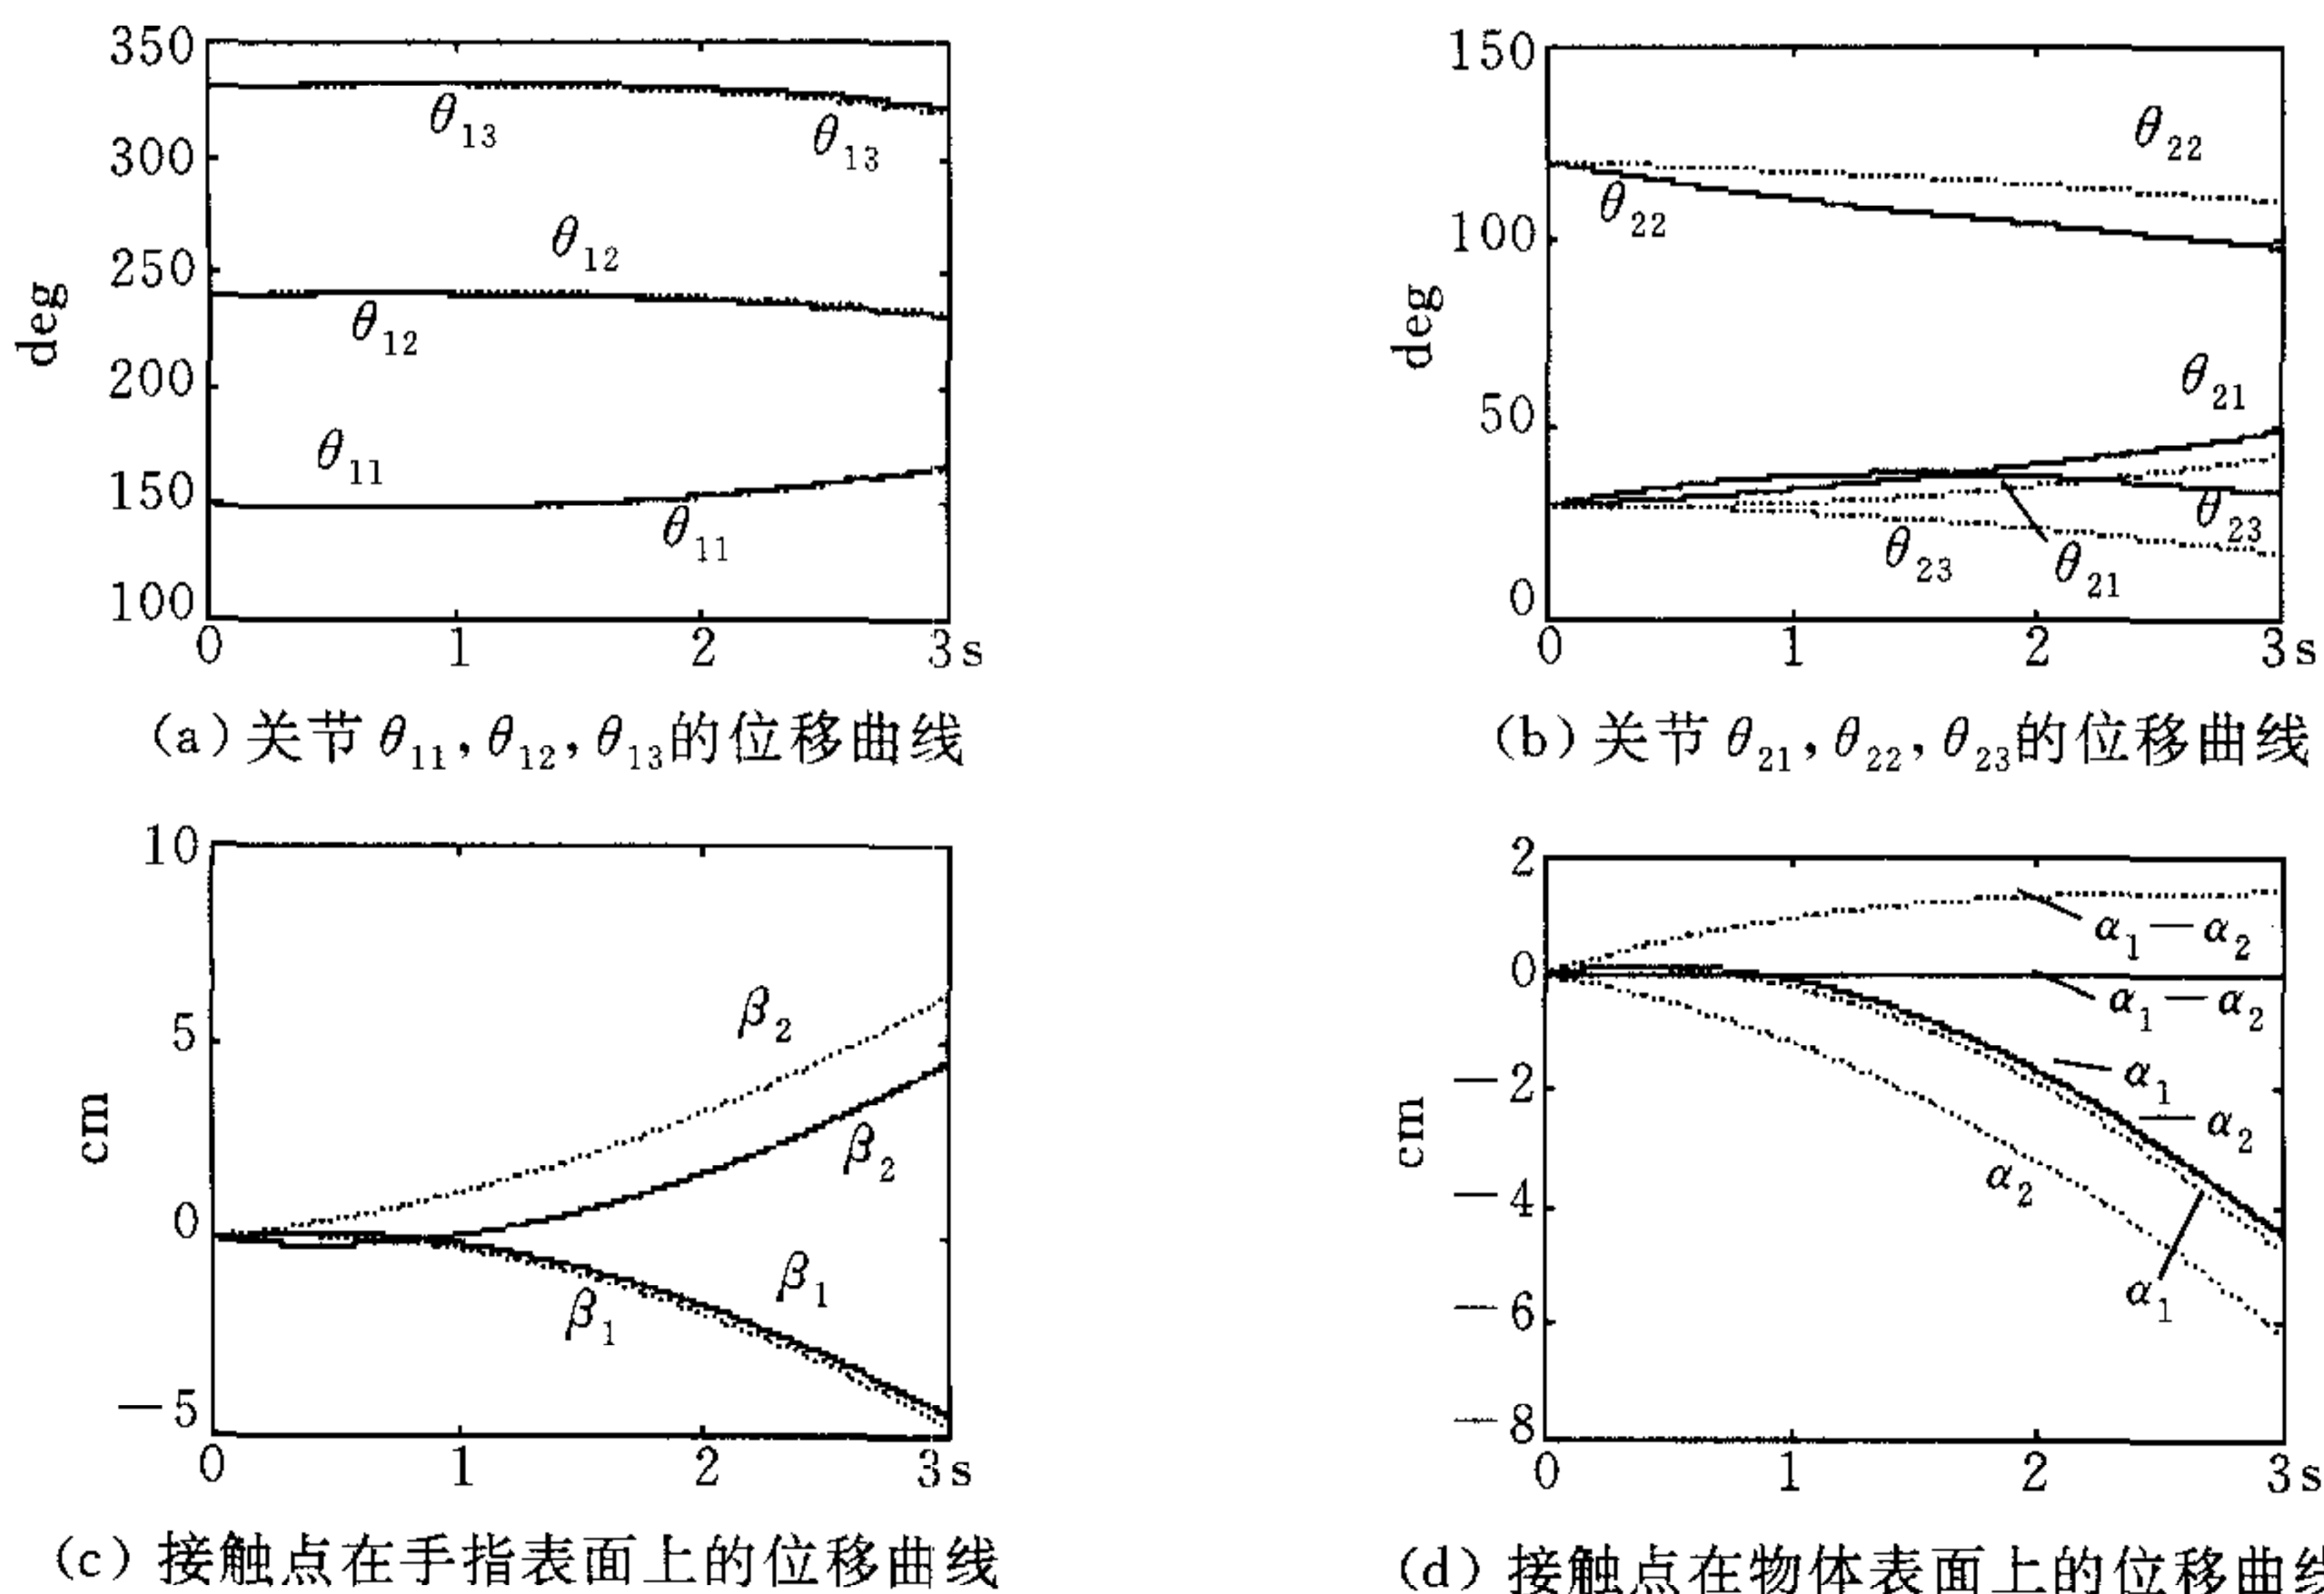 350
300
250
200
150
100
deg
θ13
θ13
θ12
θ12
θ11
θ11
0 1 2 3s
(a)关节θ11,θ12,θ13的位移曲线
150
100
50
0
deg
θ22
θ22
θ21
θ23
θ23
θ21
0 1 2 3s
(b)关节θ21,θ22,θ23的位移曲线
10
5
0
-5
cm
β2
β2
β1
β1
0 1 2 3s
(c)接触点在手指表面上的位移曲线
2
0
-2
-4
-6
-8
cm
α1-α2
α1-α2
α1
α2
α2
α1
0 1 2 3s
(d)接触点在物体表面上的位移曲线